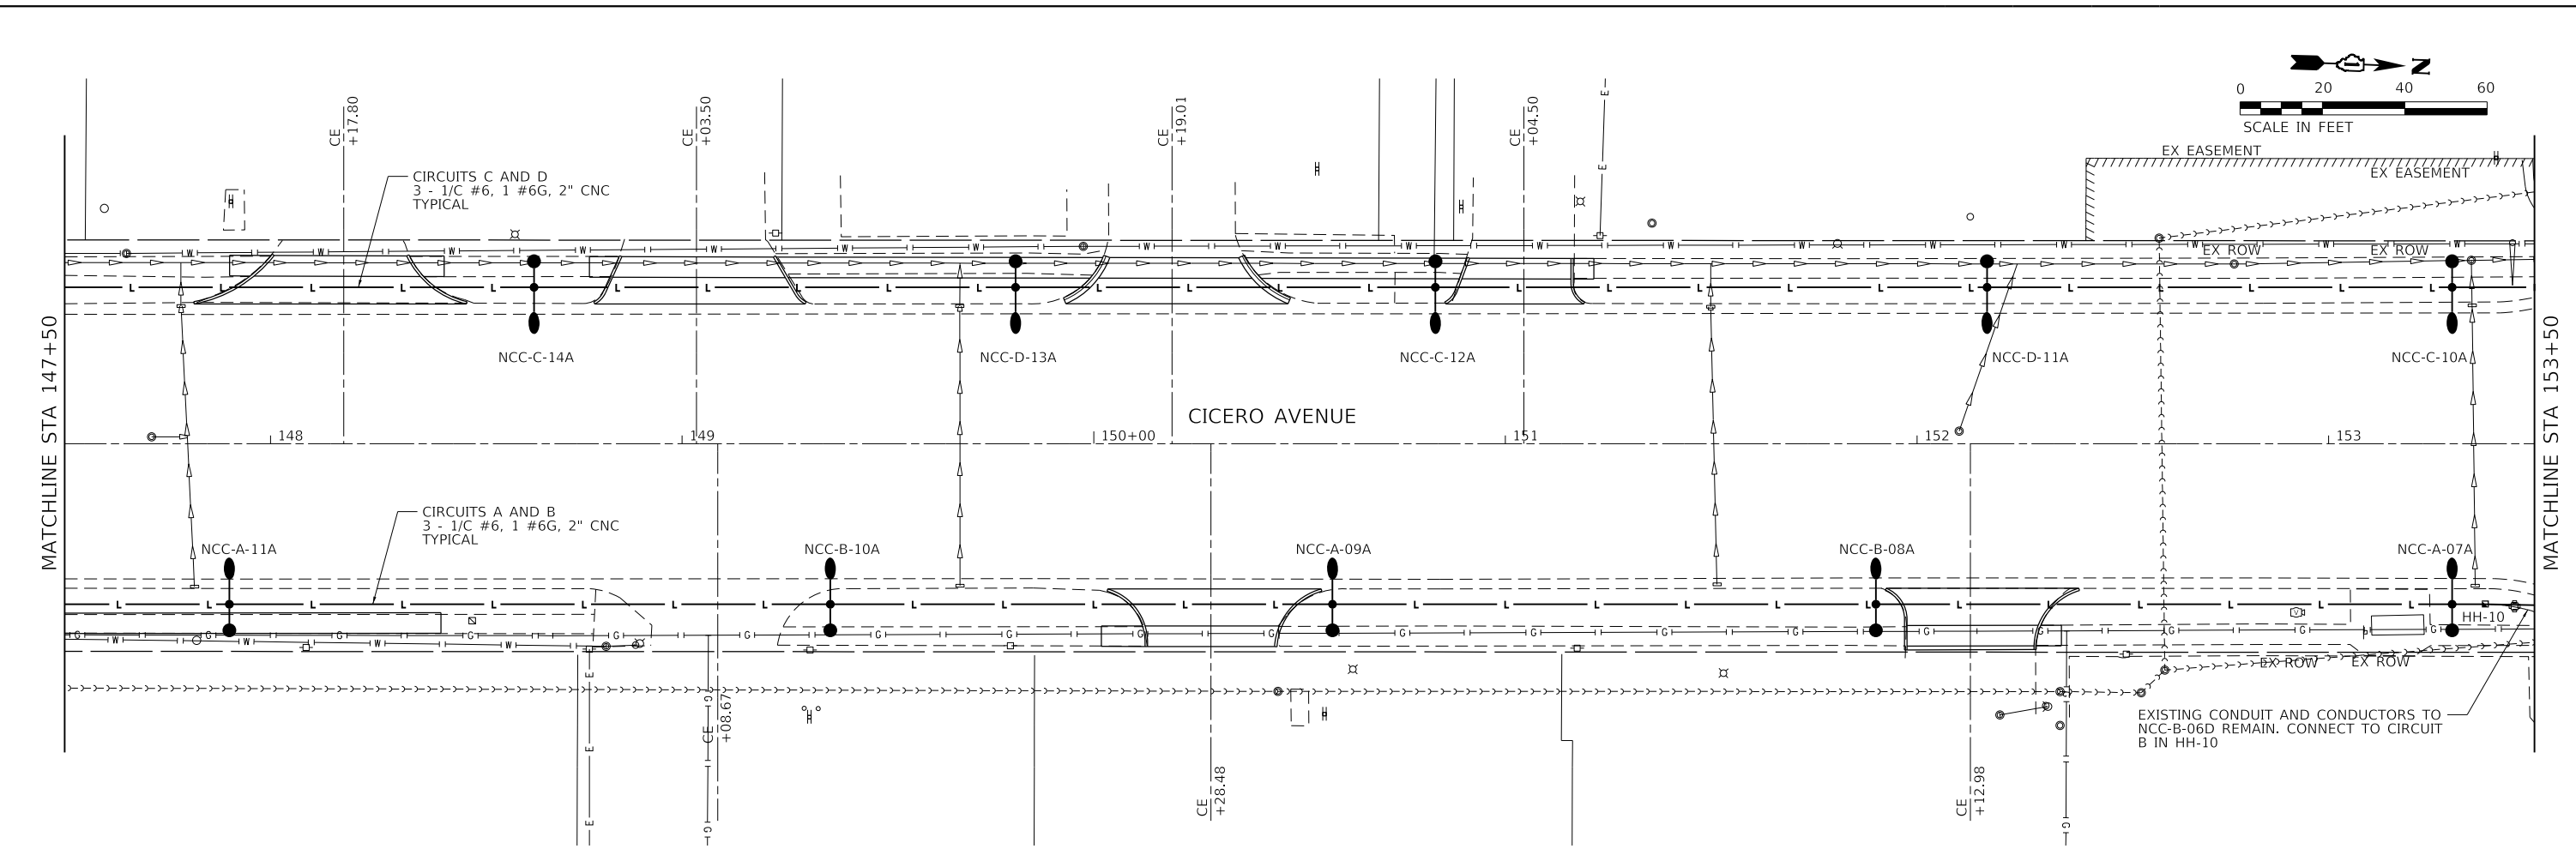 N
0 20 40 60
SCALE IN FEET
CE
+17.80
CE
+03.50
CE
+19.01
CE
+04.50
EX EASEMENT
EX EASEMENT
CIRCUITS C AND D
3 - 1/C #6, 1 #6G, 2" CNC
TYPICAL
EX ROW
EX ROW
NCC-C-14A
NCC-D-13A
NCC-C-12A
NCC-D-11A
NCC-C-10A
MATCHLINE STA 147+50
MATCHLINE STA 153+50
CICERO AVENUE
148
149
150+00
151
152
153
CIRCUITS A AND B
3 - 1/C #6, 1 #6G, 2" CNC
TYPICAL
NCC-A-11A
NCC-B-10A
NCC-A-09A
NCC-B-08A
NCC-A-07A
HH-10
EX ROW
EX ROW
CE
+08.67
EXISTING CONDUIT AND CONDUCTORS TO
NCC-B-06D REMAIN. CONNECT TO CIRCUIT
B IN HH-10
CE
+28.48
CE
+12.98